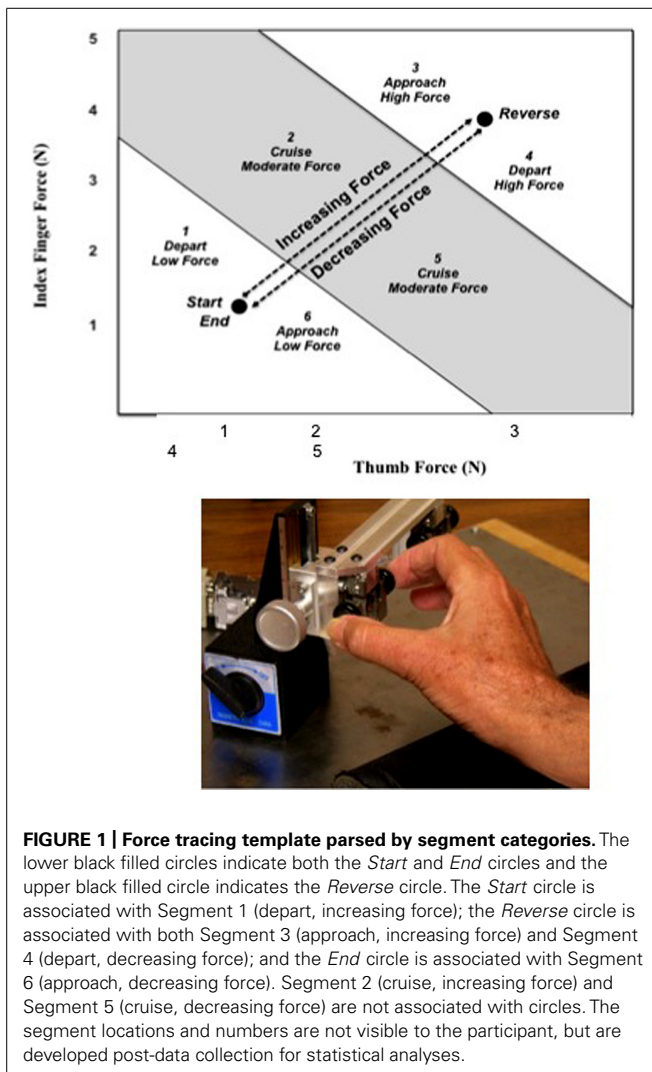 5
4
3
2
1
Index Finger Force (N)
3
Approach
High Force
Reverse
2
Cruise
Moderate Force
4
Depart
High Force
Increasing Force
Decreasing Force
1
Depart
Low Force
5
Cruise
Moderate Force
Start
End
6
Approach
Low Force
1 2 3
4 5
Thumb Force (N)
FIGURE 1 | Force tracing template parsed by segment categories. The
lower black filled circles indicate both the Start and End circles and the
upper black filled circle indicates the Reverse circle. The Start circle is
associated with Segment 1 (depart, increasing force); the Reverse circle is
associated with both Segment 3 (approach, increasing force) and Segment
4 (depart, decreasing force); and the End circle is associated with Segment
6 (approach, decreasing force). Segment 2 (cruise, increasing force) and
Segment 5 (cruise, decreasing force) are not associated with circles. The
segment locations and numbers are not visible to the participant, but are
developed post-data collection for statistical analyses.